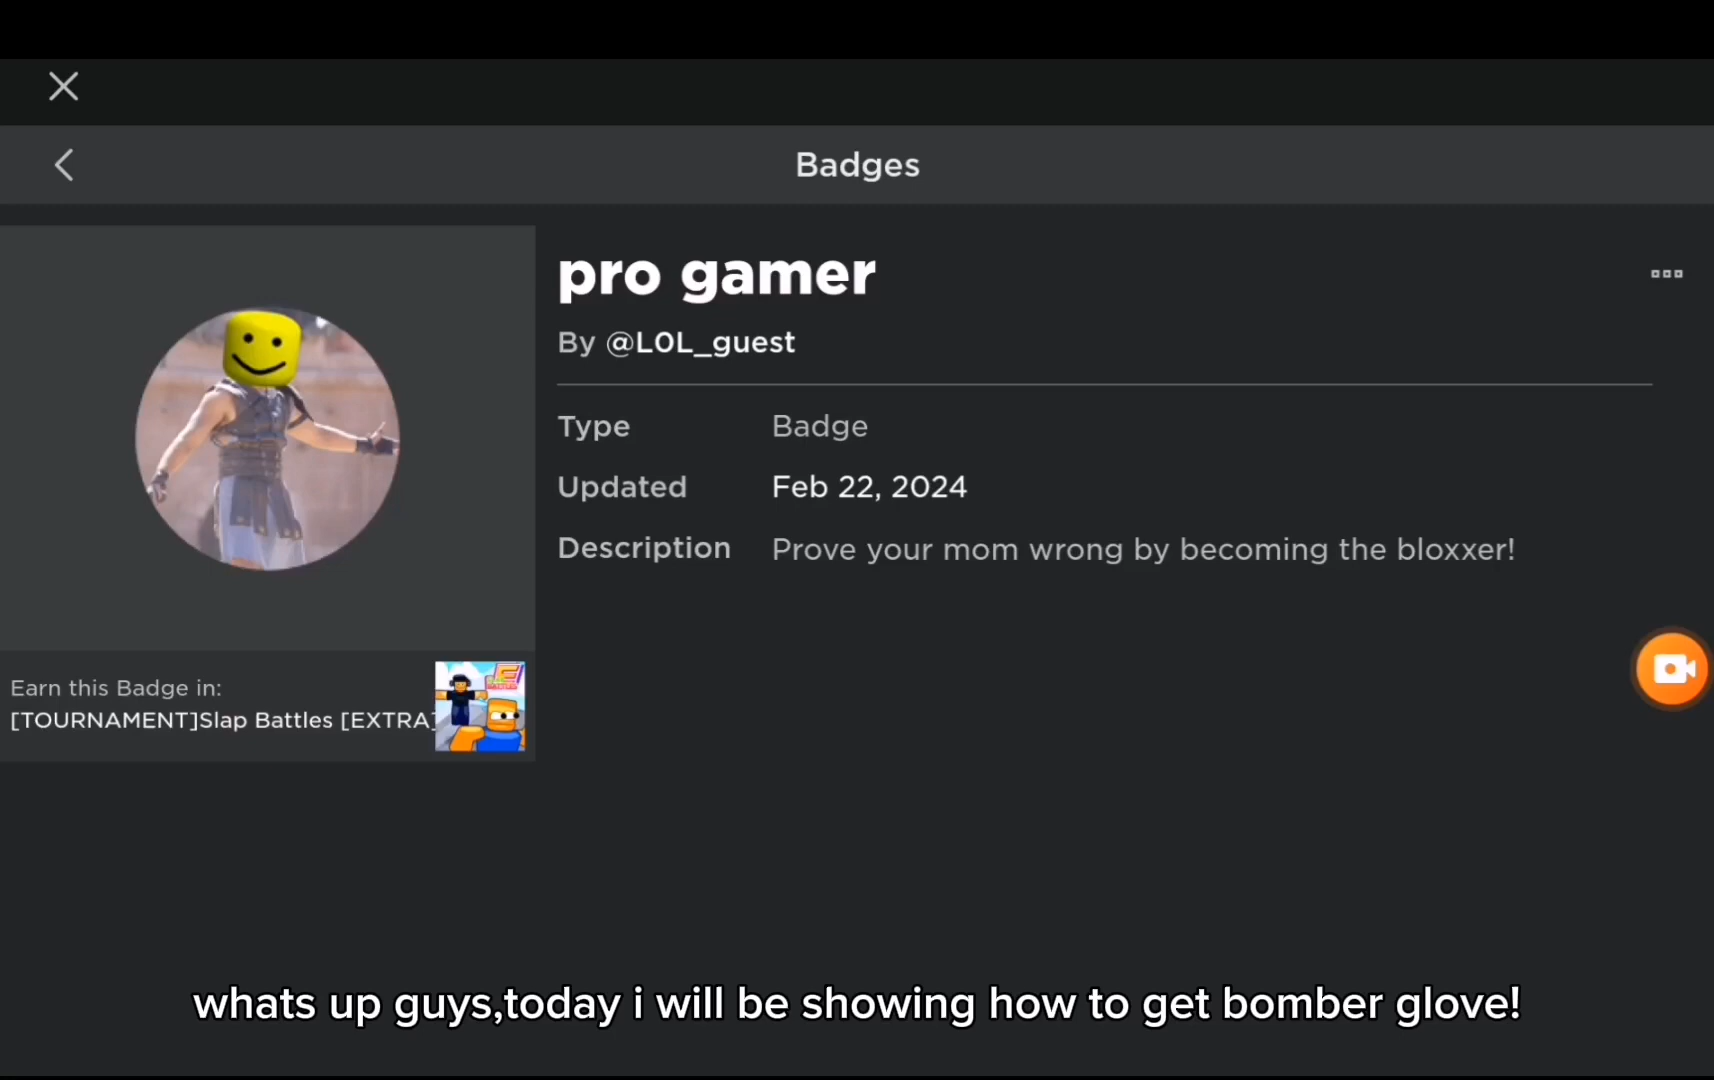 Badges
pro gamer
By @L0L_guest
Type Badge
Updated Feb 22, 2024
Description Prove your mom wrong by becoming the bloxxer!
Earn this Badge in:
[TOURNAMENT]Slap Battles [EXTRA]
whats up guys,today i will be showing how to get bomber glove!